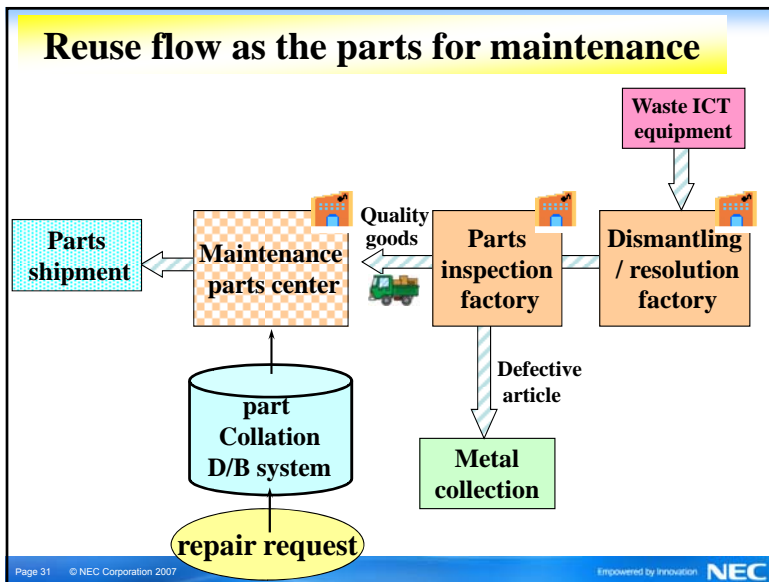 Reuse flow as the parts for maintenance
Waste ICT
equipment
Parts
shipment
Maintenance
parts center
Quality
goods
Parts
inspection
factory
Dismantling
/ resolution
factory
Defective
article
part
Collation
D/B system
Metal
collection
repair request
Page 31 © NEC Corporation 2007
Empowered by Innovation NEC